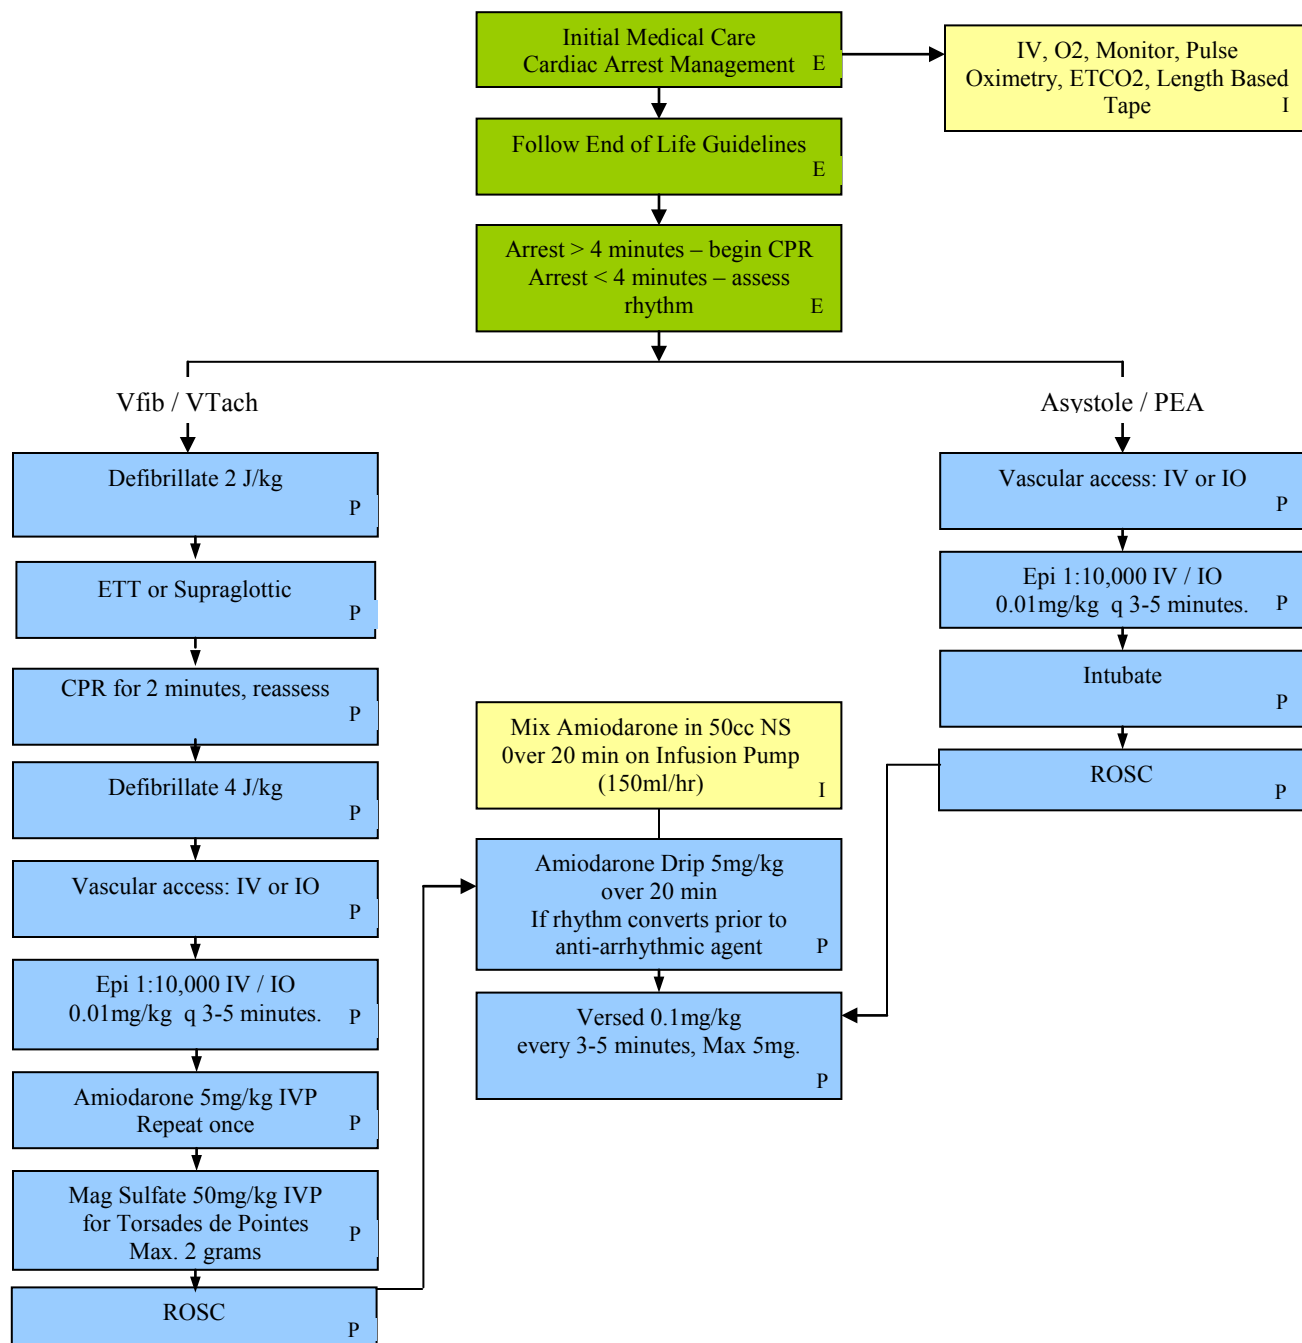 Initial Medical Care
Cardiac Arrest Management E
IV, O2, Monitor, Pulse
Oximetry, ETCO2, Length Based
Tape I
Follow End of Life Guidelines
E
Arrest > 4 minutes – begin CPR
Arrest < 4 minutes – assess
rhythm E
Vfib / VTach
Defibrillate 2 J/kg
P
ETT or Supraglottic
P
CPR for 2 minutes, reassess
P
Defibrillate 4 J/kg
P
Vascular access: IV or IO
P
Epi 1:10,000 IV / IO
0.01mg/kg q 3-5 minutes. P
Amiodarone 5mg/kg IVP
Repeat once P
Mag Sulfate 50mg/kg IVP
for Torsades de Pointes P
Max. 2 grams
ROSC
P
Mix Amiodarone in 50cc NS
0ver 20 min on Infusion Pump
(150ml/hr) I
Amiodarone Drip 5mg/kg
over 20 min
If rhythm converts prior to
anti-arrhythmic agent P
Versed 0.1mg/kg
every 3-5 minutes, Max 5mg.
P
Asystole / PEA
Vascular access: IV or IO
P
Epi 1:10,000 IV / IO
0.01mg/kg q 3-5 minutes. P
Intubate
P
ROSC
P